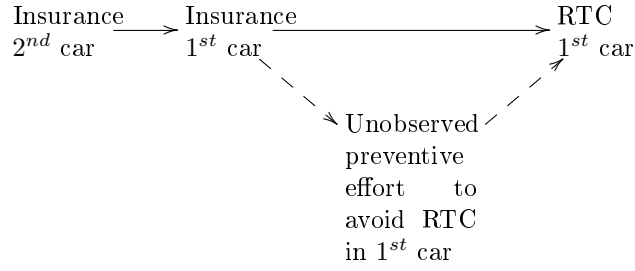 Insurance
2nd car
Insurance
1st car
RTC
1st car
Unobserved
preventive
effort to
avoid RTC
in 1st car